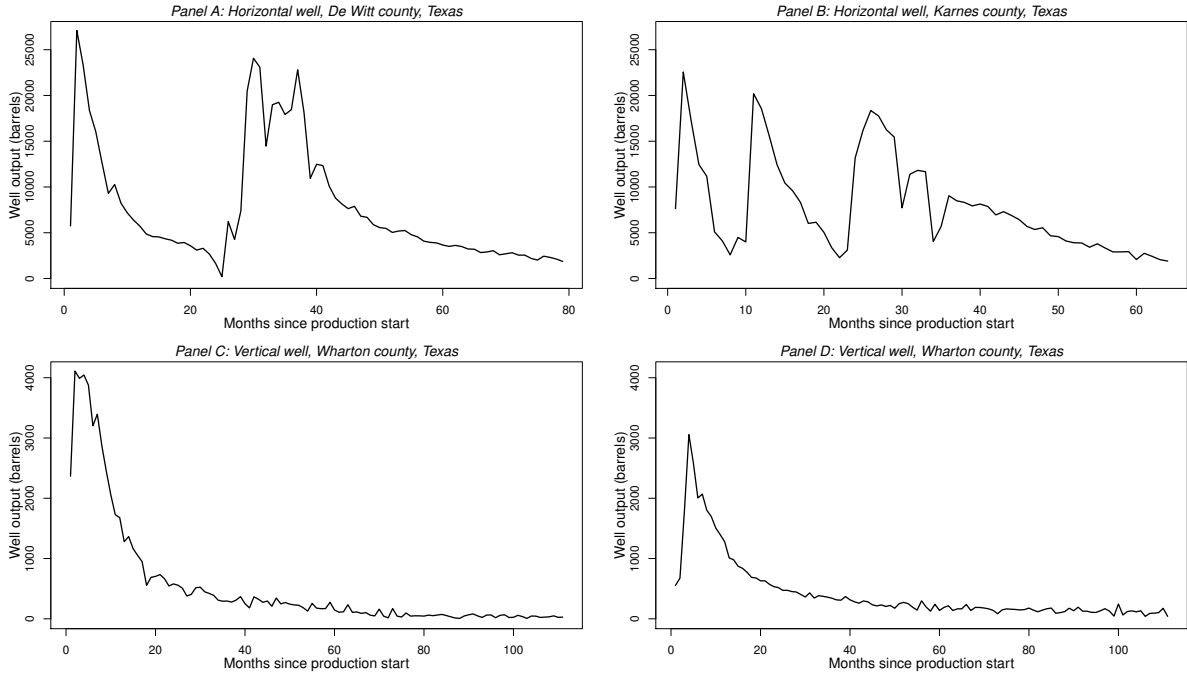 Panel A: Horizontal well, De Witt county, Texas
Well output (barrels)
25000
20000
15000
10000
5000
0
0 20 40 60 80
Months since production start
Panel B: Horizontal well, Karnes county, Texas
Well output (barrels)
25000
20000
15000
10000
5000
0
0 10 20 30 40 50 60
Months since production start
Panel C: Vertical well, Wharton county, Texas
Well output (barrels)
4000
3000
2000
1000
0
0 20 40 60 80 100
Months since production start
Panel D: Vertical well, Wharton county, Texas
Well output (barrels)
4000
3000
2000
1000
0
0 20 40 60 80 100
Months since production start